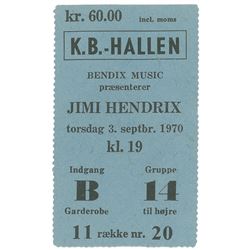 kr. 60.00 incl. moms
K.B.-HALLEN
BENDIX MUSIC
præsenterer
JIMI HENDRIX
torsdag 3. septbr. 1970
kl. 19
Indgang Gruppe
B 14
Garderobe til højre
11 række nr. 20